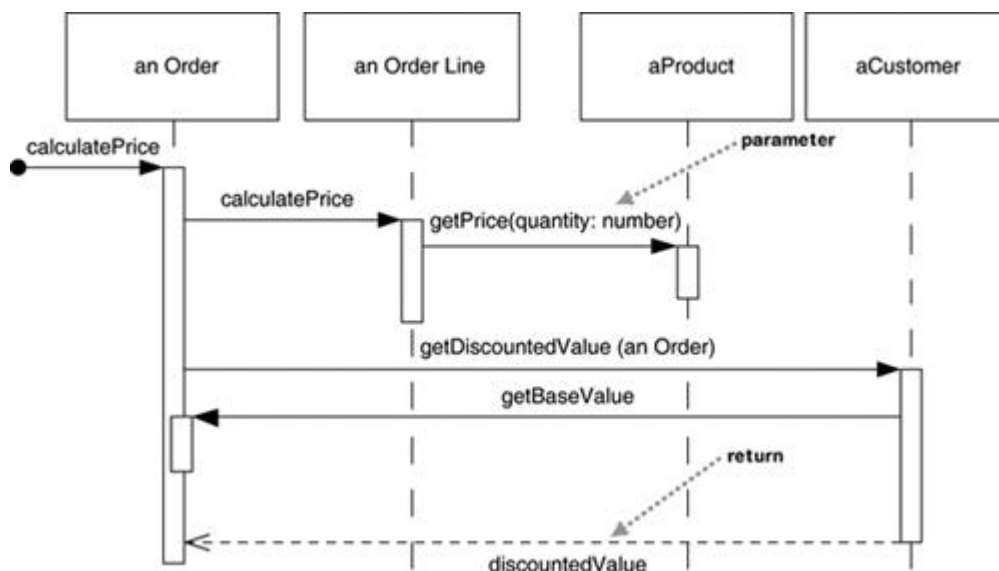 an Order
an Order Line
aProduct
aCustomer
calculatePrice
parameter
calculatePrice
getPrice(quantity: number)
getDiscountedValue (an Order)
getBaseValue
return
discountedValue